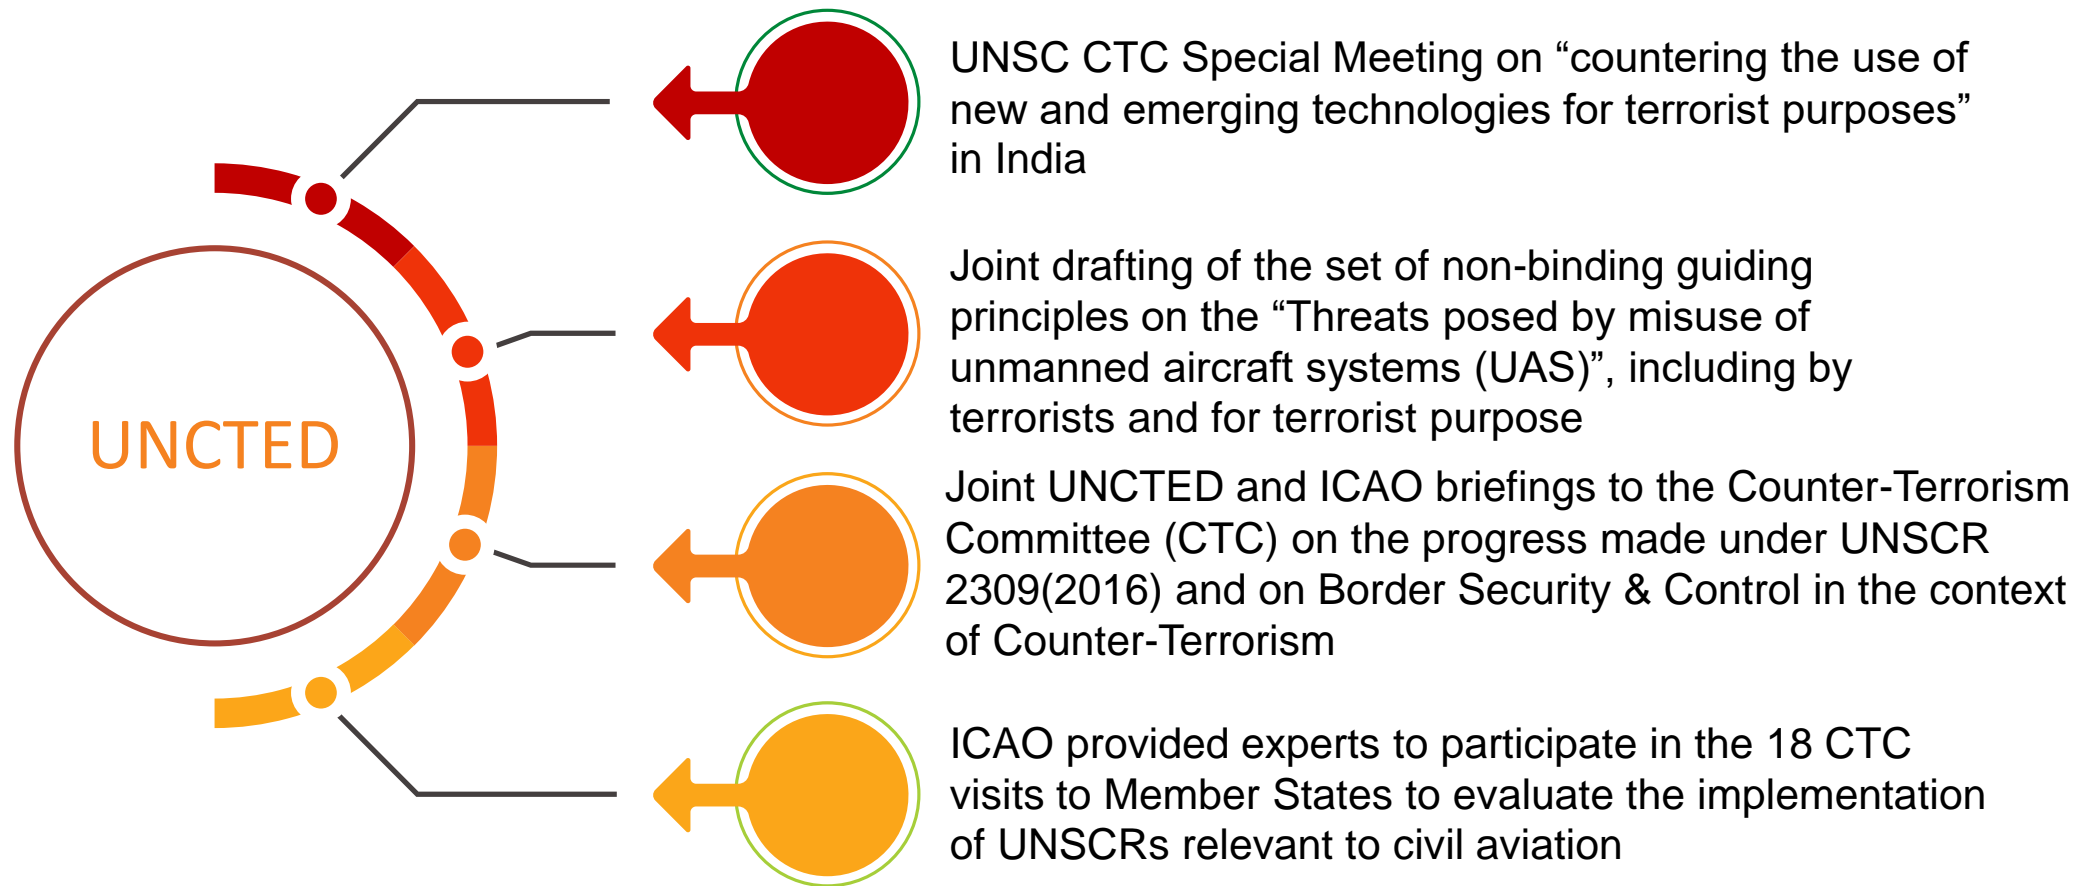 UNCTED
UNSC CTC Special Meeting on “countering the use of
new and emerging technologies for terrorist purposes”
in India
Joint drafting of the set of non-binding guiding
principles on the “Threats posed by misuse of
unmanned aircraft systems (UAS)”, including by
terrorists and for terrorist purpose
Joint UNCTED and ICAO briefings to the Counter-Terrorism
Committee (CTC) on the progress made under UNSCR
2309(2016) and on Border Security & Control in the context
of Counter-Terrorism
ICAO provided experts to participate in the 18 CTC
visits to Member States to evaluate the implementation
of UNSCRs relevant to civil aviation